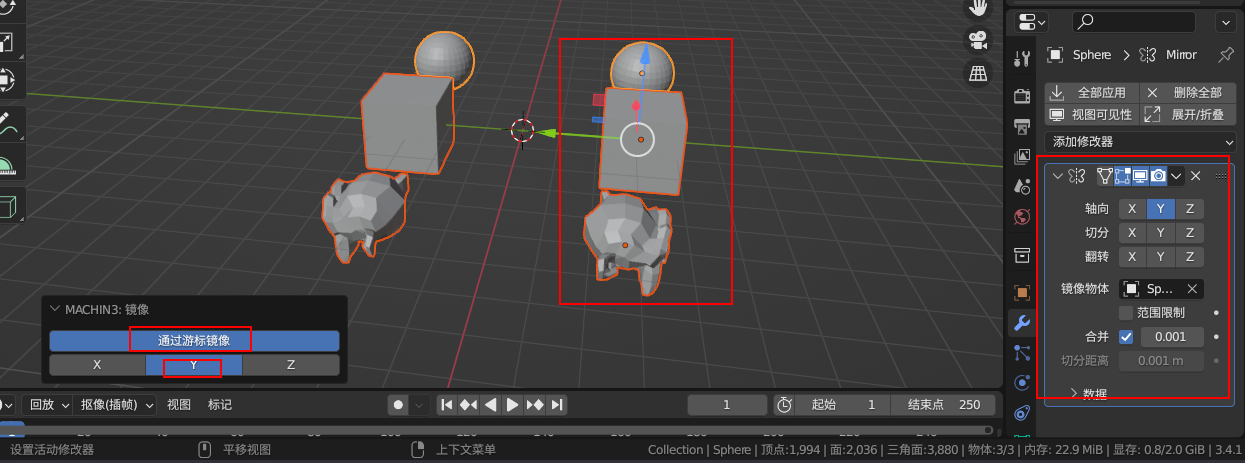 Sphere > Mirror
全部应用 删除全部
视图可见性 展开/折叠
添加修改器
轴向 X Y Z
切分 X Y Z
翻转 X Y Z
镜像物体 Sp...
范围限制
合并 0.001
切分距离 0.001 m
数据
MACHIN3: 镜像
通过游标镜像
X Y Z
回放 抠像(插帧) 视图 标记 1 起始 1 结束点 250
设置活动修改器 平移视图 上下文菜单 Collection | Sphere | 顶点:1,994 | 面:2,036 | 三角面:3,880 | 物体:3/3 | 内存: 22.9 MiB | 显存: 0.8/2.0 GiB | 3.4.1